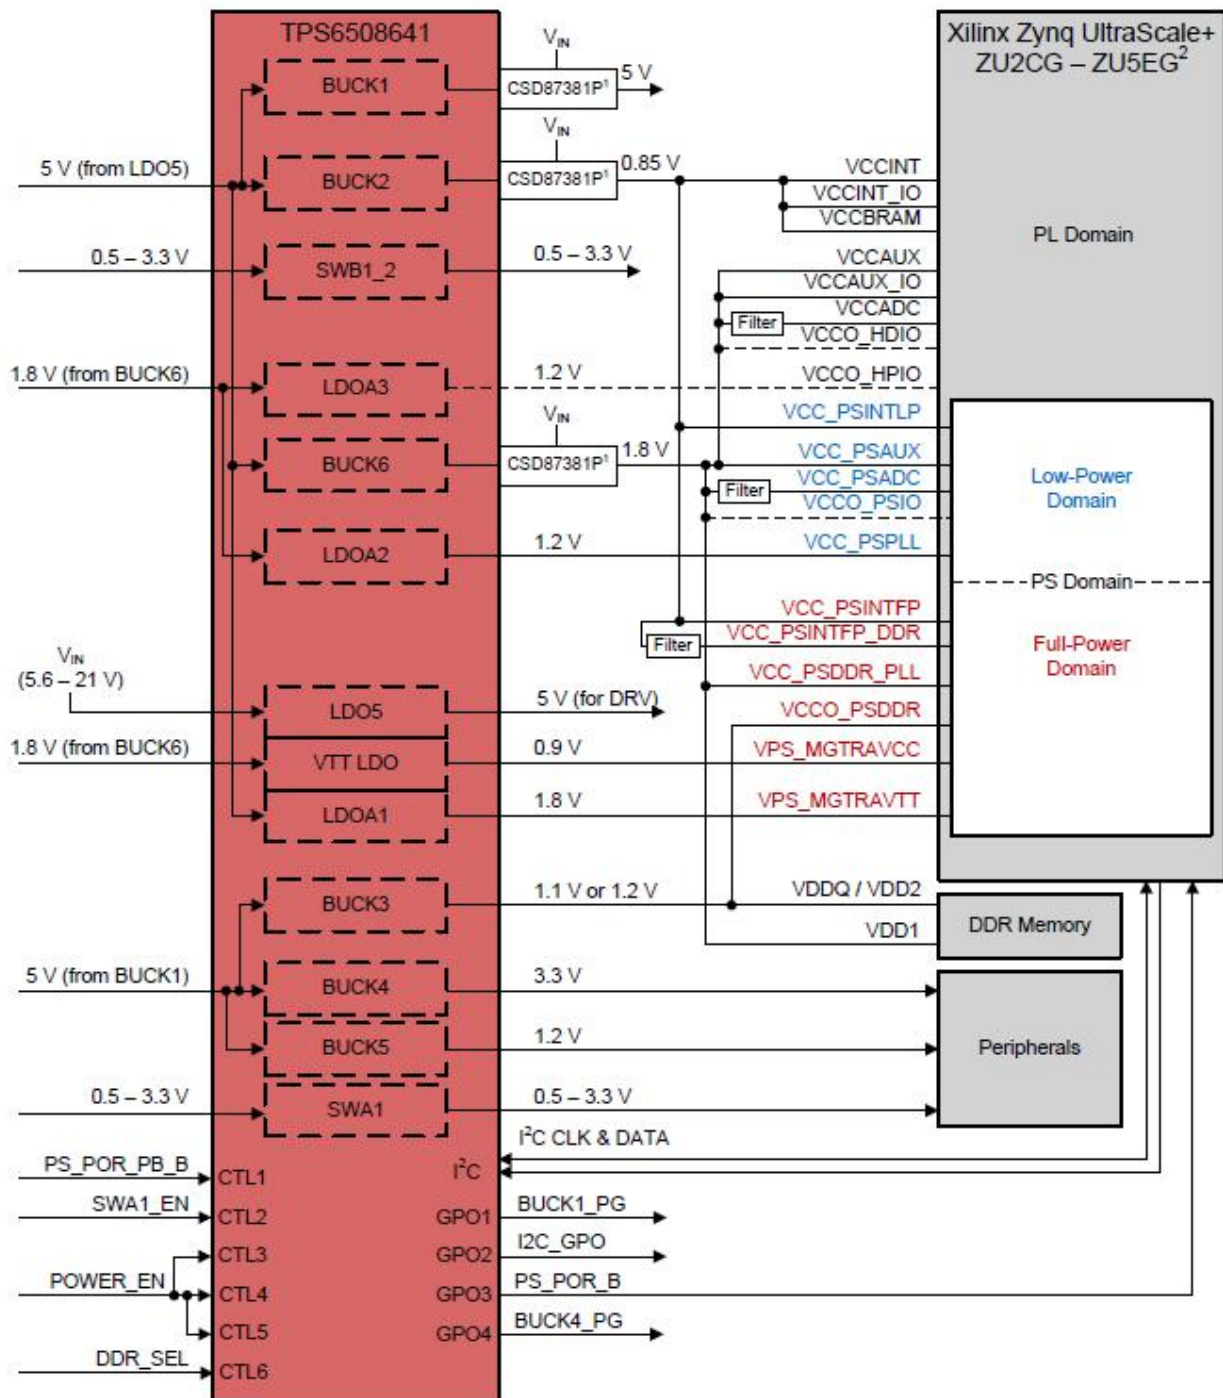 TPS6508641
Xilinx Zynq UltraScale+
ZU2CG – ZU5EG²
V_IN
BUCK1
CSD87381P¹
5 V
V_IN
5 V (from LDO5)
BUCK2
CSD87381P¹
0.85 V
VCCINT
VCCINT_IO
VCCBRAM
PL Domain
0.5 – 3.3 V
SWB1_2
0.5 – 3.3 V
VCCAUX
VCCAUX_IO
Filter
VCCADC
VCCO_HDIO
1.8 V (from BUCK6)
LDOA3
1.2 V
VCCO_HPIO
V_IN
VCC_PSINTLP
BUCK6
CSD87381P¹
1.8 V
VCC_PSAUX
Filter
VCC_PSADC
VCCO_PSIO
Low-Power
Domain
LDOA2
1.2 V
VCC_PSPLL
PS Domain
VCC_PSINTFP
Filter
VCC_PSINTFP_DDR
Full-Power
Domain
V_IN
(5.6 – 21 V)
VCC_PSDDR_PLL
LDO5
5 V (for DRV)
VCCO_PSDDR
1.8 V (from BUCK6)
VTT LDO
0.9 V
VPS_MGTRAVCC
LDOA1
1.8 V
VPS_MGTRAVTT
BUCK3
1.1 V or 1.2 V
VDDQ / VDD2
VDD1
DDR Memory
5 V (from BUCK1)
BUCK4
3.3 V
BUCK5
1.2 V
Peripherals
0.5 – 3.3 V
SWA1
0.5 – 3.3 V
I²C CLK & DATA
PS_POR_PB_B
CTL1
I²C
SWA1_EN
CTL2
GPO1
BUCK1_PG
CTL3
GPO2
I2C_GPO
POWER_EN
CTL4
GPO3
PS_POR_B
CTL5
GPO4
BUCK4_PG
DDR_SEL
CTL6